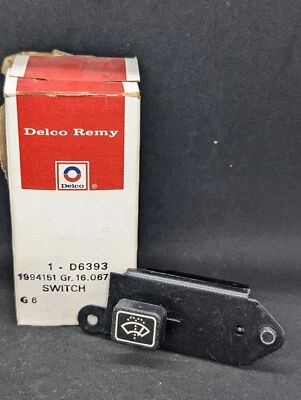 Delco Remy
Delco
®
1 - D6393
1994151 Gr. 16.067
SWITCH
G 6